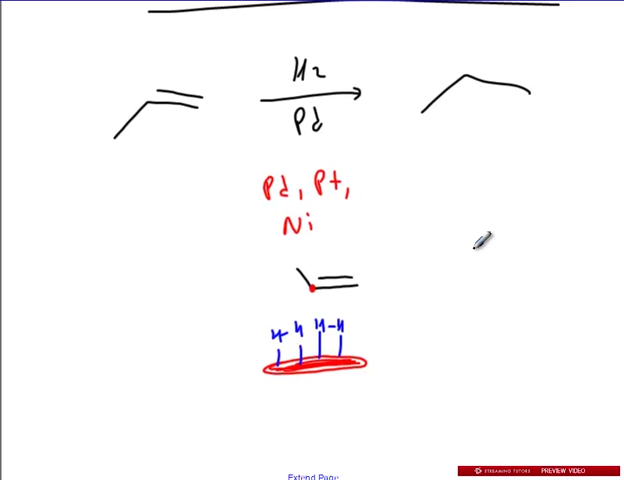 H2
Pd
Pd, Pt,
Ni
H-H H-H
Extend Page
STREAMING TUTORS PREVIEW VIDEO